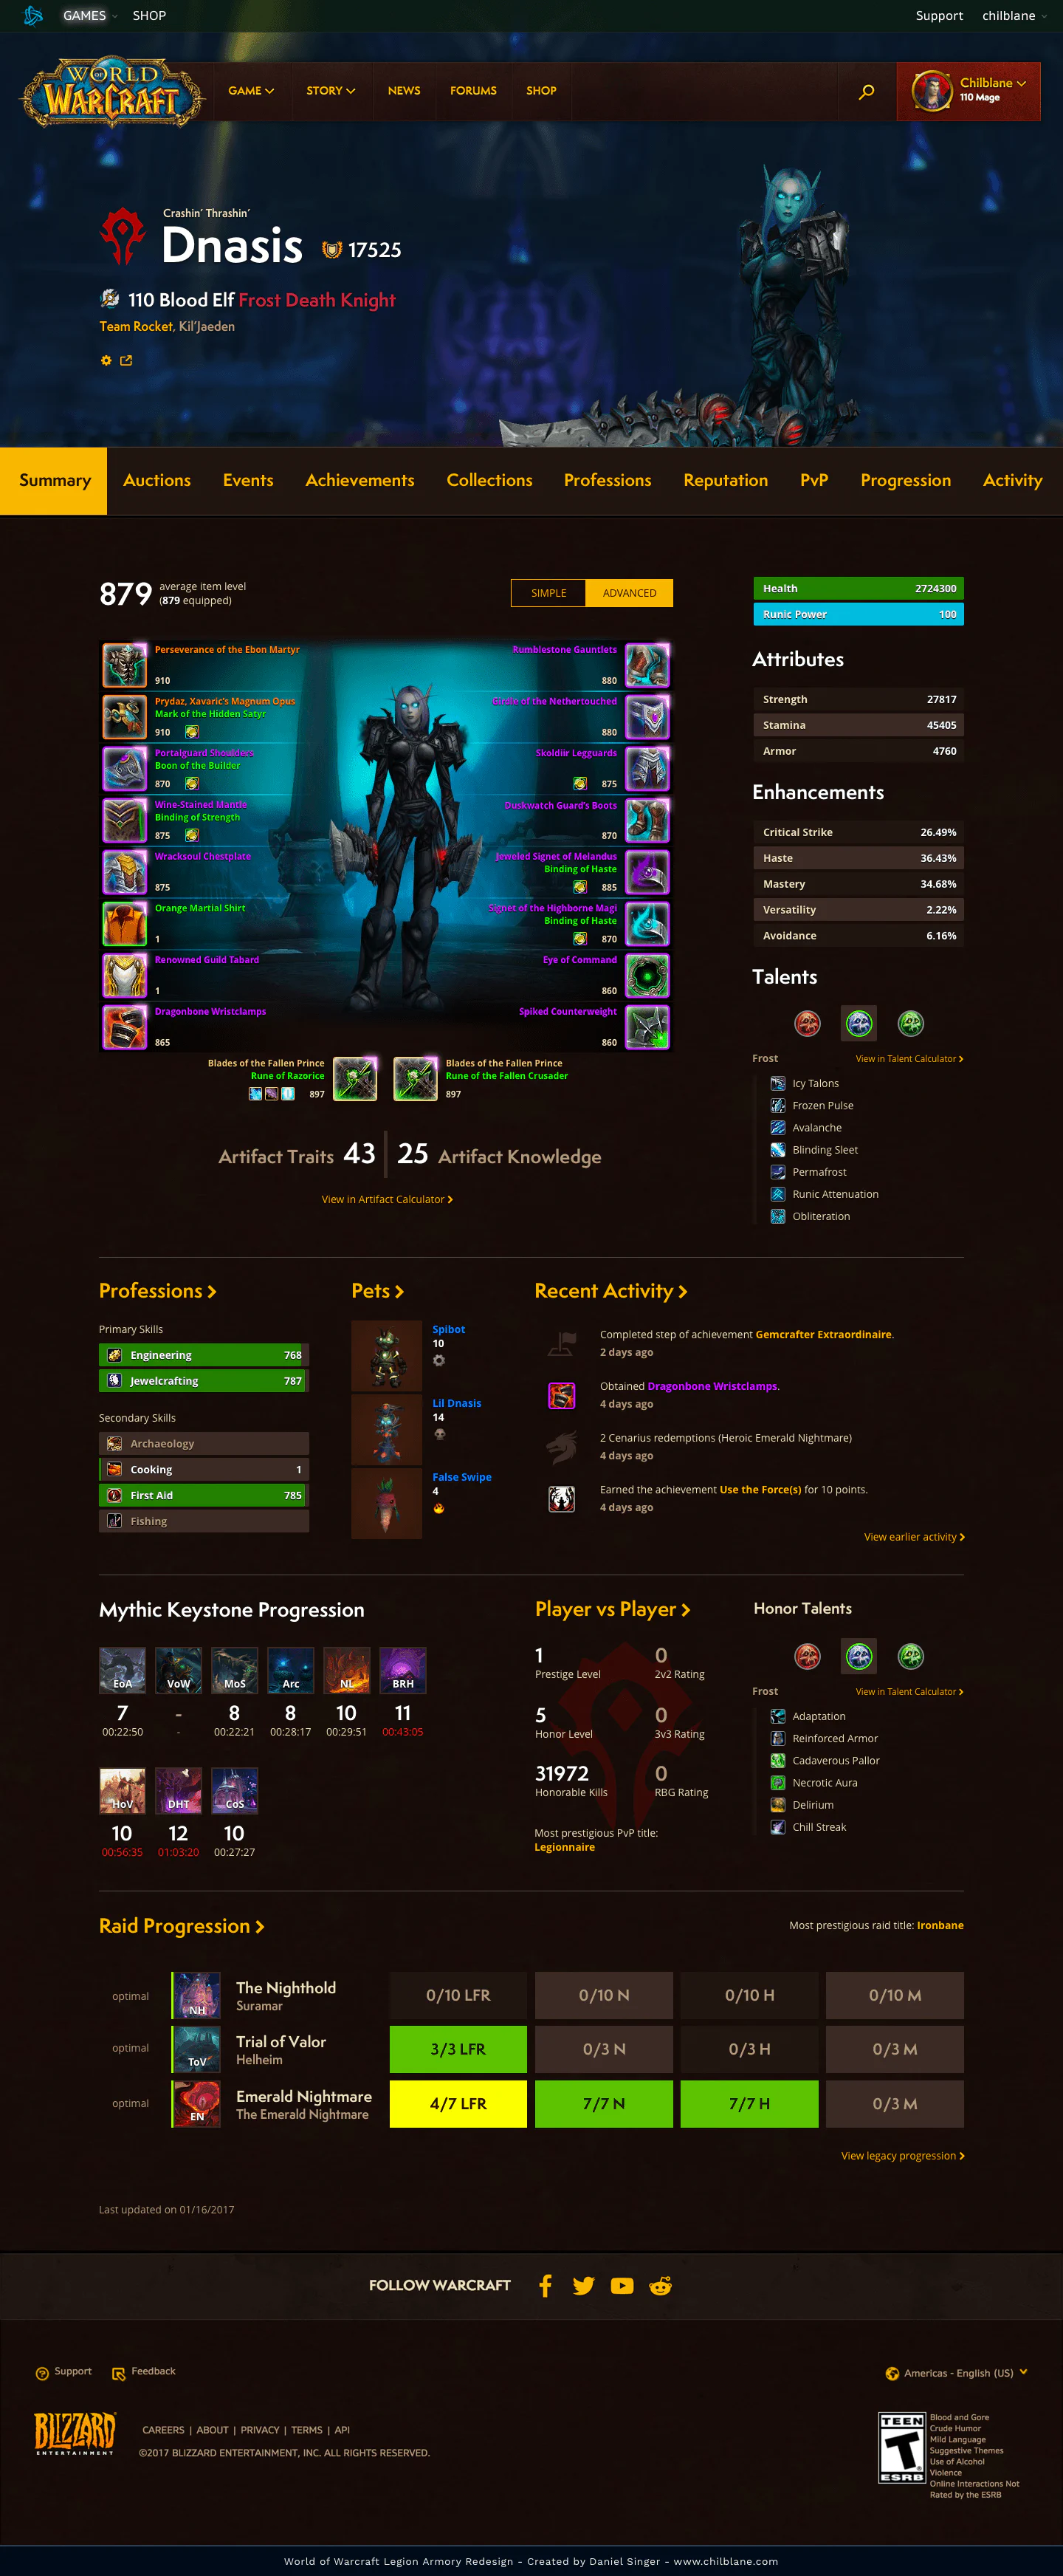 GAMES
SHOP
Support
chilblane
WORLD
OF
WARCRAFT
GAME
STORY
NEWS
FORUMS
SHOP
Chilblane
110 Mage
Crashin' Thrashin'
Dnasis
17525
110 Blood Elf Frost Death Knight
Team Rocket, Kil'Jaeden
Summary
Auctions
Events
Achievements
Collections
Professions
Reputation
PvP
Progression
Activity
879
average item level
(879 equipped)
SIMPLE
ADVANCED
Perseverance of the Ebon Martyr
910
Prydaz, Xavaric's Magnum Opus
Mark of the Hidden Satyr
910
Portalguard Shoulders
Boon of the Builder
870
Wine-Stained Mantle
Binding of Strength
875
Wracksoul Chestplate
875
Orange Martial Shirt
1
Renowned Guild Tabard
1
Dragonbone Wristclamps
865
Rumblestone Gauntlets
880
Girdle of the Nethertouched
880
Skoldiir Legguards
875
Duskwatch Guard's Boots
870
Jeweled Signet of Melandus
Binding of Haste
885
Signet of the Highborne Magi
Binding of Haste
870
Eye of Command
860
Spiked Counterweight
860
Blades of the Fallen Prince
Rune of Razorice
897
Blades of the Fallen Prince
Rune of the Fallen Crusader
897
Artifact Traits 43
25 Artifact Knowledge
View in Artifact Calculator
Health 2724300
Runic Power 100
Attributes
Strength 27817
Stamina 45405
Armor 4760
Enhancements
Critical Strike 26.49%
Haste 36.43%
Mastery 34.68%
Versatility 2.22%
Avoidance 6.16%
Talents
Frost
View in Talent Calculator
Icy Talons
Frozen Pulse
Avalanche
Blinding Sleet
Permafrost
Runic Attenuation
Obliteration
Professions
Primary Skills
Engineering 768
Jewelcrafting 787
Secondary Skills
Archaeology
Cooking 1
First Aid 785
Fishing
Pets
Spibot
10
Lil Dnasis
14
False Swipe
4
Recent Activity
Completed step of achievement Gemcrafter Extraordinaire.
2 days ago
Obtained Dragonbone Wristclamps.
4 days ago
2 Cenarius redemptions (Heroic Emerald Nightmare)
4 days ago
Earned the achievement Use the Force(s) for 10 points.
4 days ago
View earlier activity
Mythic Keystone Progression
EoA
VoW
MoS
Arc
NL
BRH
7
-
8
8
10
11
00:22:50
-
00:22:21
00:28:17
00:29:51
00:43:05
HoV
DHT
CoS
10
12
10
00:56:35
01:03:20
00:27:27
Player vs Player
1
Prestige Level
0
2v2 Rating
5
Honor Level
0
3v3 Rating
31972
Honorable Kills
0
RBG Rating
Most prestigious PvP title:
Legionnaire
Honor Talents
Frost
View in Talent Calculator
Adaptation
Reinforced Armor
Cadaverous Pallor
Necrotic Aura
Delirium
Chill Streak
Raid Progression
Most prestigious raid title: Ironbane
optimal
NH
The Nighthold
Suramar
0/10 LFR
0/10 N
0/10 H
0/10 M
optimal
ToV
Trial of Valor
Helheim
3/3 LFR
0/3 N
0/3 H
0/3 M
optimal
EN
Emerald Nightmare
The Emerald Nightmare
4/7 LFR
7/7 N
7/7 H
0/3 M
View legacy progression
Last updated on 01/16/2017
FOLLOW WARCRAFT
Support
Feedback
Americas - English (US)
BLIZZARD
ENTERTAINMENT
CAREERS | ABOUT | PRIVACY | TERMS | API
©2017 BLIZZARD ENTERTAINMENT, INC. ALL RIGHTS RESERVED.
TEEN
T
ESRB
Blood and Gore
Crude Humor
Mild Language
Suggestive Themes
Use of Alcohol
Violence
Online Interactions Not
Rated by the ESRB
World of Warcraft Legion Armory Redesign - Created by Daniel Singer - www.chilblane.com